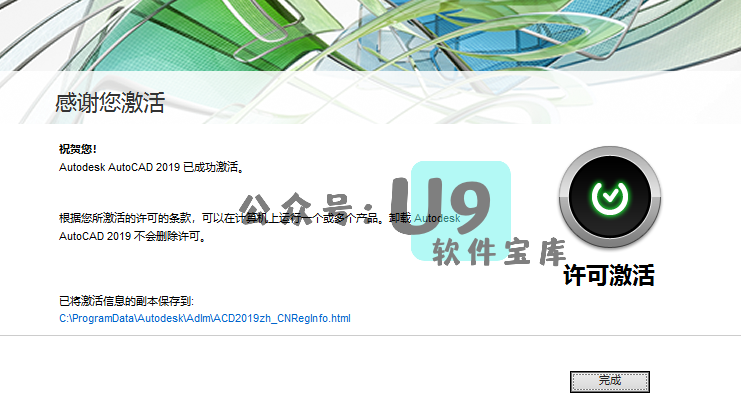 感谢您激活
祝贺您!
Autodesk AutoCAD 2019 已成功激活。
公众号:U9
软件宝库
根据您所激活的许可的条款，可以在计算机上运行一个或多个产品。卸载 Autodesk
AutoCAD 2019 不会删除许可。
许可激活
已将激活信息的副本保存到:
C:\ProgramData\Autodesk\Adlm\ACD2019zh_CNRegInfo.html
完成